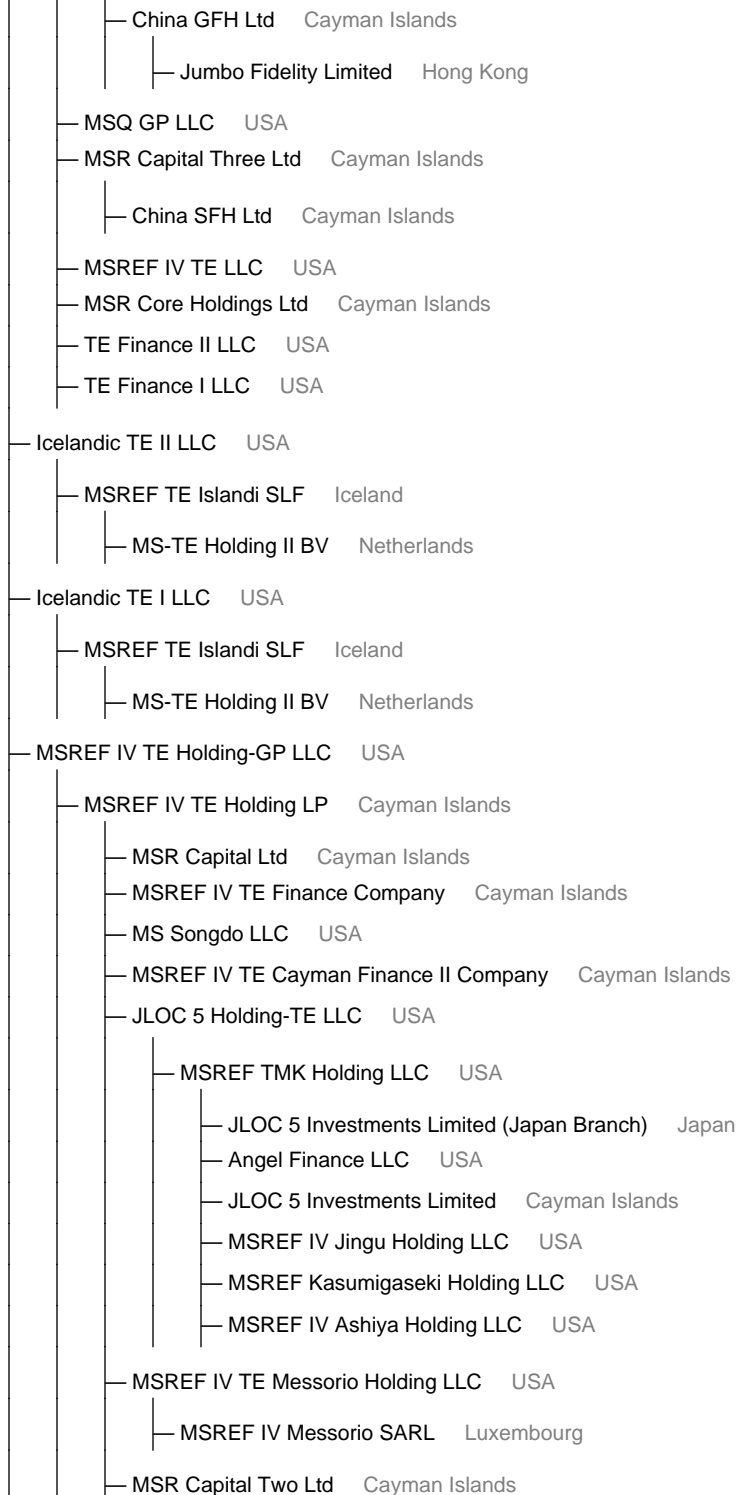 China GFH Ltd Cayman Islands
Jumbo Fidelity Limited Hong Kong
MSQ GP LLC USA
MSR Capital Three Ltd Cayman Islands
China SFH Ltd Cayman Islands
MSREF IV TE LLC USA
MSR Core Holdings Ltd Cayman Islands
TE Finance II LLC USA
TE Finance I LLC USA
Icelandic TE II LLC USA
MSREF TE Islandi SLF Iceland
MS-TE Holding II BV Netherlands
Icelandic TE I LLC USA
MSREF TE Islandi SLF Iceland
MS-TE Holding II BV Netherlands
MSREF IV TE Holding-GP LLC USA
MSREF IV TE Holding LP Cayman Islands
MSR Capital Ltd Cayman Islands
MSREF IV TE Finance Company Cayman Islands
MS Songdo LLC USA
MSREF IV TE Cayman Finance II Company Cayman Islands
JLOC 5 Holding-TE LLC USA
MSREF TMK Holding LLC USA
JLOC 5 Investments Limited (Japan Branch) Japan
Angel Finance LLC USA
JLOC 5 Investments Limited Cayman Islands
MSREF IV Jingu Holding LLC USA
MSREF Kasumigaseki Holding LLC USA
MSREF IV Ashiya Holding LLC USA
MSREF IV TE Messorio Holding LLC USA
MSREF IV Messorio SARL Luxembourg
MSR Capital Two Ltd Cayman Islands